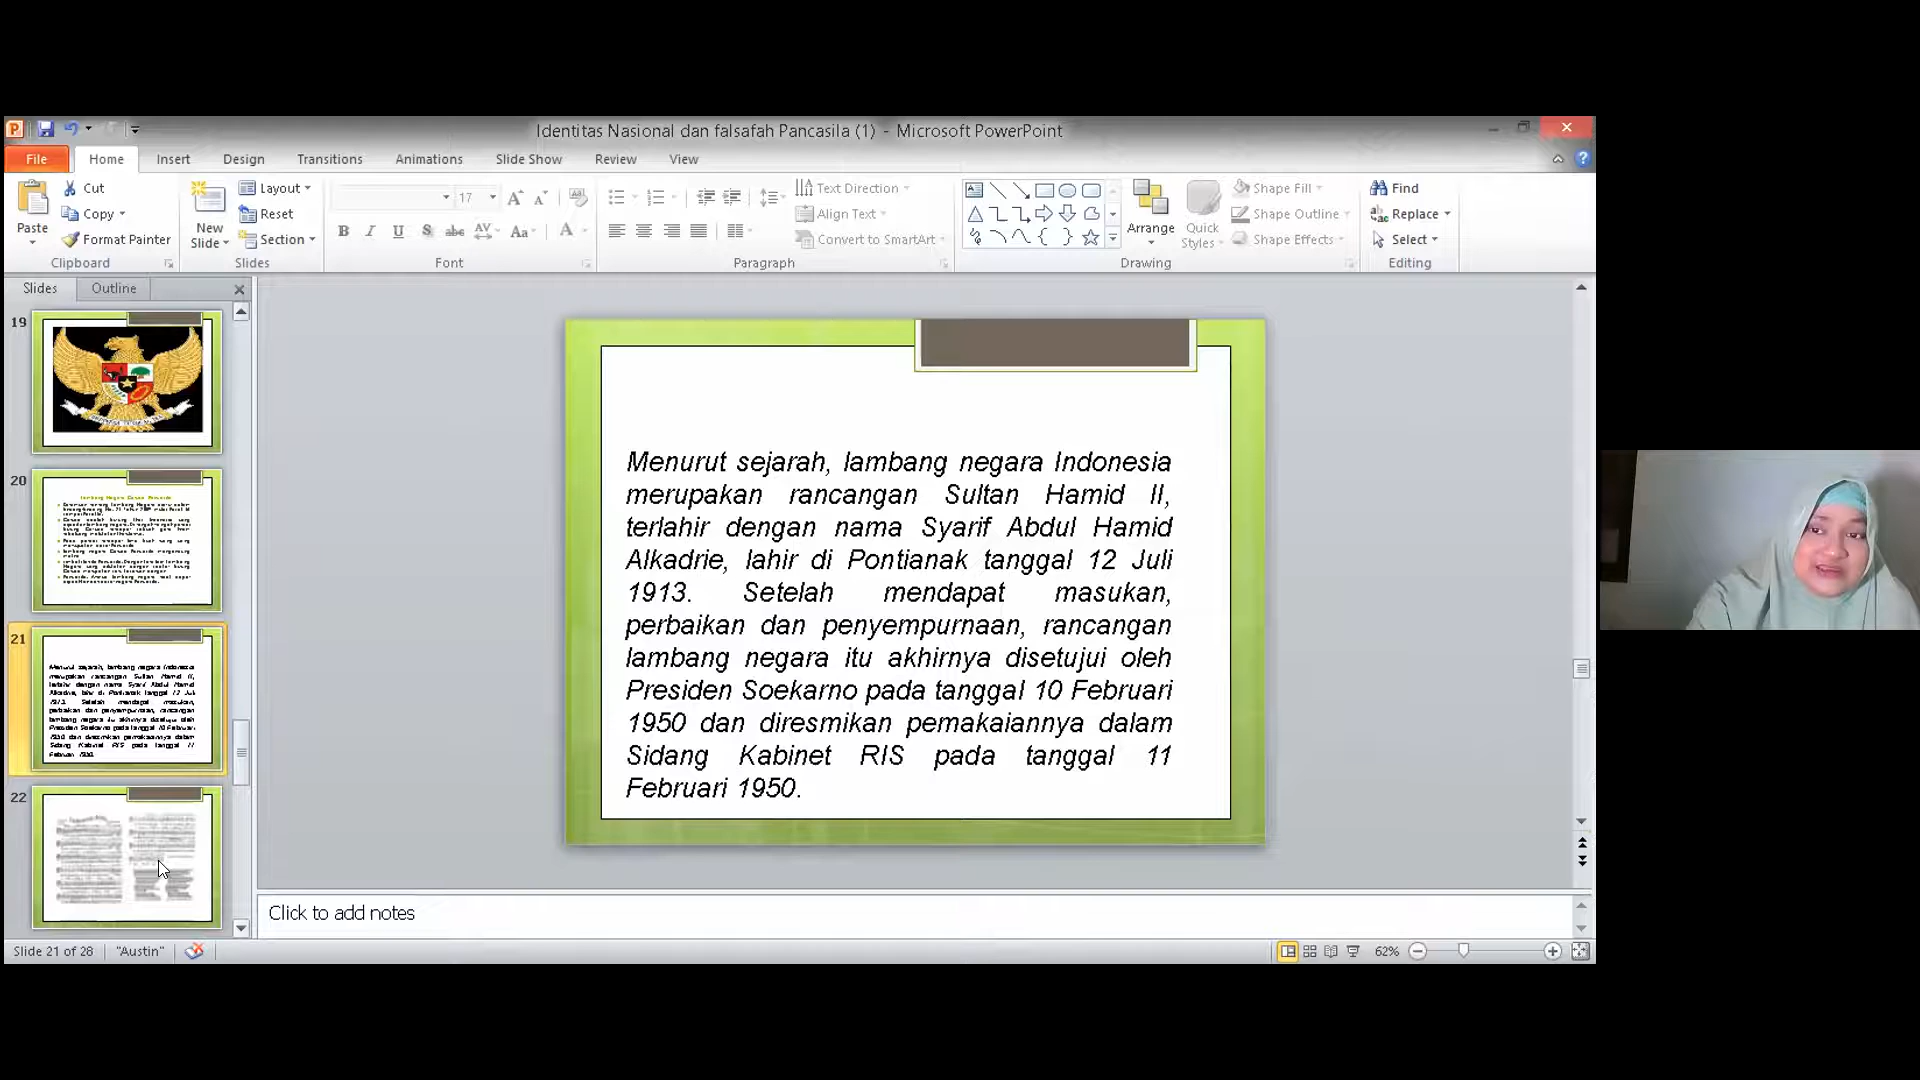 Identitas Nasional dan falsafah Pancasila (1) - Microsoft PowerPoint
File Home Insert Design Transitions Animations Slide Show Review View
Cut
Copy
Format Painter
Paste
Clipboard
New
Slide
Layout
Reset
Section
Slides
17
Font
Text Direction
Align Text
Convert to SmartArt
Paragraph
Arrange
Quick
Styles
Shape Fill
Shape Outline
Shape Effects
Drawing
Find
Replace
Select
Editing
Slides Outline
19
20
21
22
Menurut sejarah, lambang negara Indonesia
merupakan rancangan Sultan Hamid II,
terlahir dengan nama Syarif Abdul Hamid
Alkadrie, lahir di Pontianak tanggal 12 Juli
1913. Setelah mendapat masukan,
perbaikan dan penyempurnaan, rancangan
lambang negara itu akhirnya disetujui oleh
Presiden Soekarno pada tanggal 10 Februari
1950 dan diresmikan pemakaiannya dalam
Sidang Kabinet RIS pada tanggal 11
Februari 1950.
Click to add notes
Slide 21 of 28 "Austin" 62%